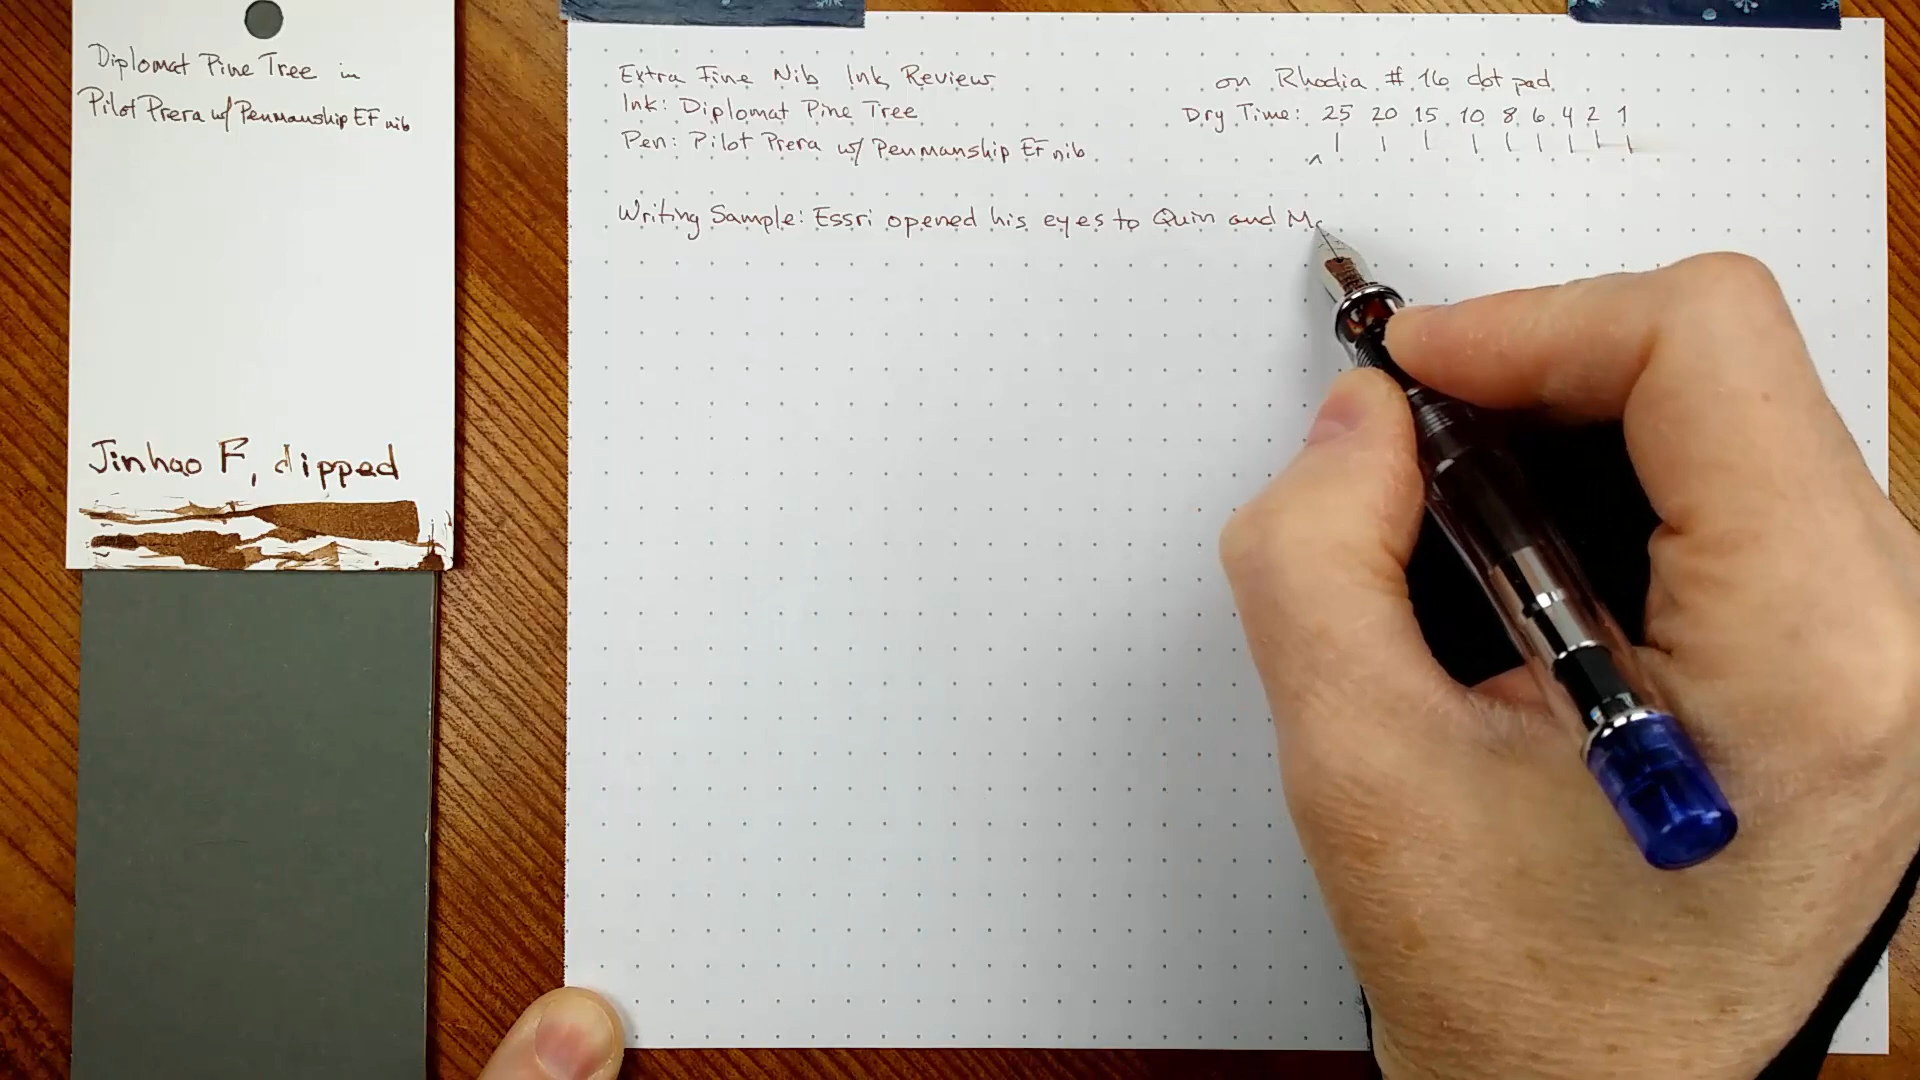 Diplomat Pine Tree in
Pilot Prera w/ Penmanship EF nib
Jinhao F, dipped
Extra Fine Nib Ink Review
Ink: Diplomat Pine Tree
Pen: Pilot Prera w/ Penmanship EF nib
on Rhodia # 16 dot pad
Dry Time: 25 20 15 10 8 6 4 2 1
Writing Sample: Essri opened his eyes to Quin and